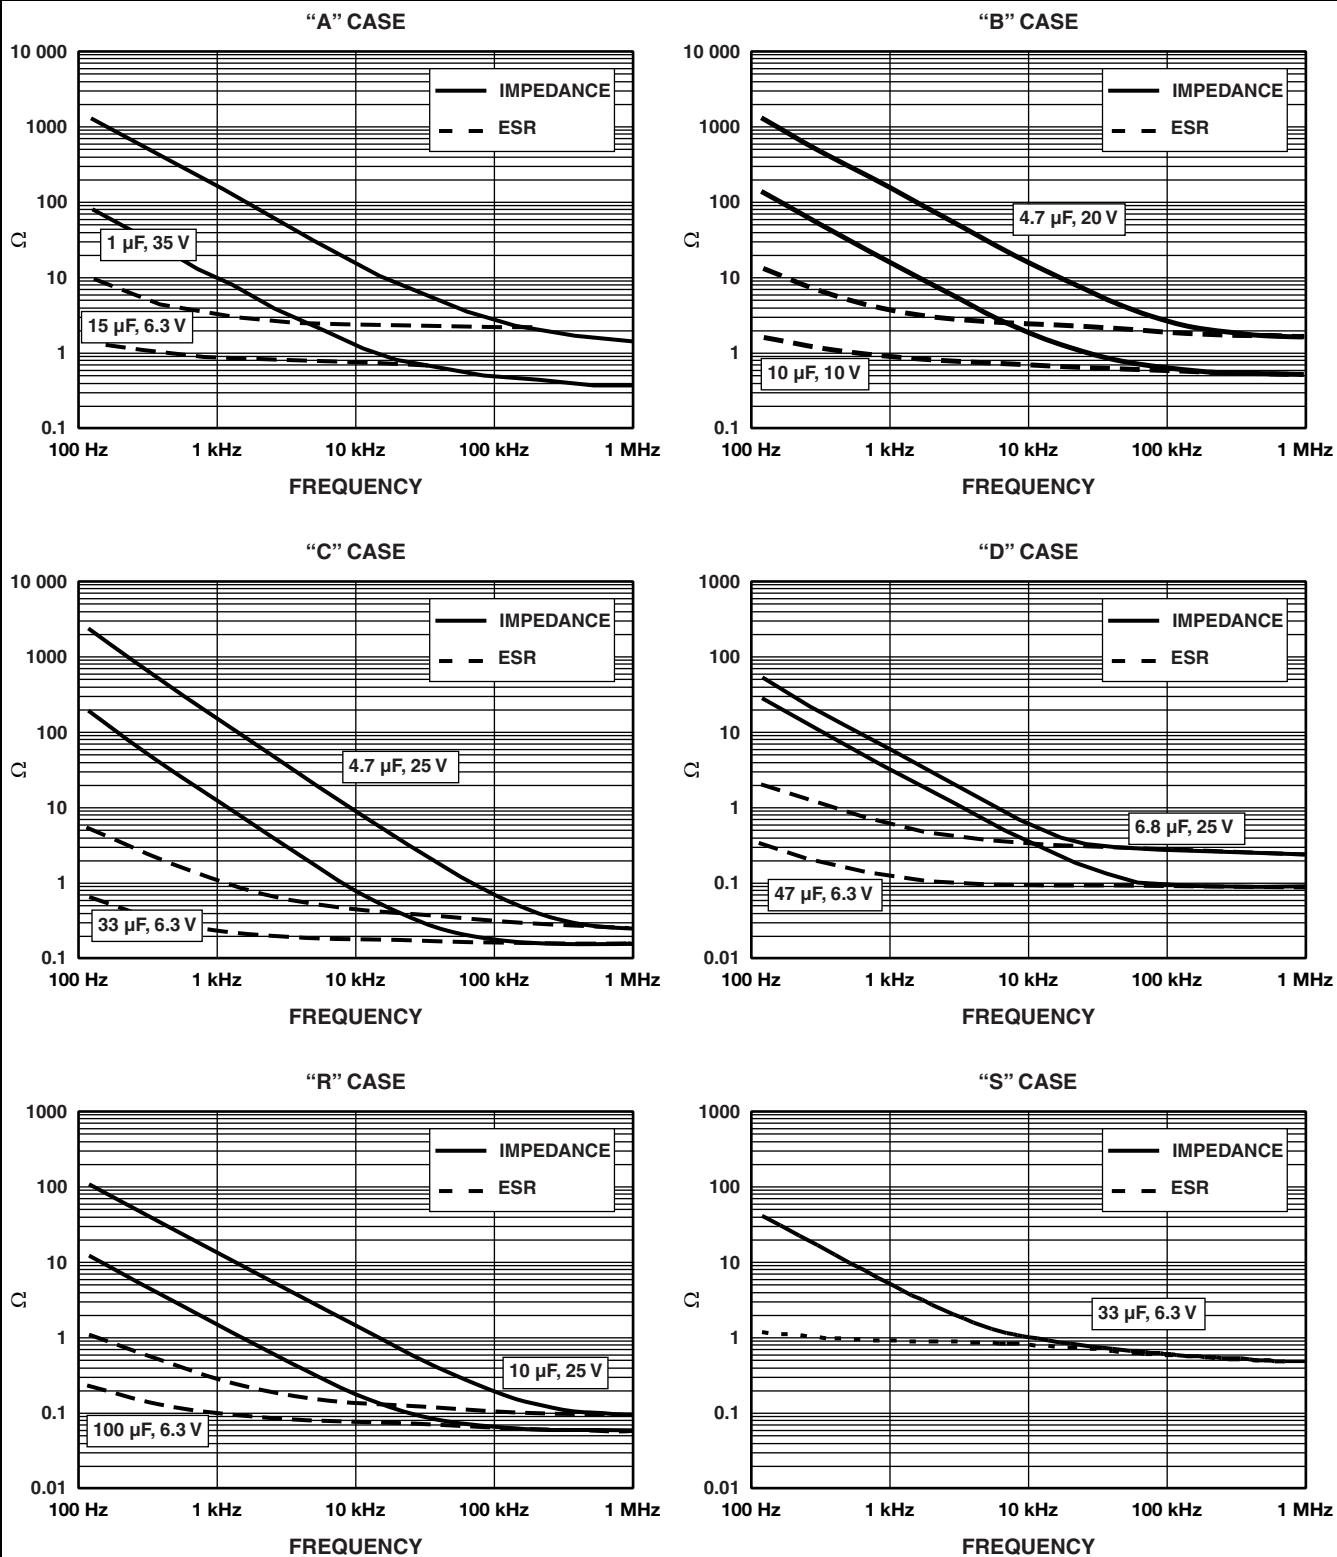 “A” CASE
10 000
1000
100
10
1
0.1
Ω
IMPEDANCE
ESR
1 µF, 35 V
15 µF, 6.3 V
100 Hz 1 kHz 10 kHz 100 kHz 1 MHz
FREQUENCY
“B” CASE
10 000
1000
100
10
1
0.1
Ω
IMPEDANCE
ESR
4.7 µF, 20 V
10 µF, 10 V
100 Hz 1 kHz 10 kHz 100 kHz 1 MHz
FREQUENCY
“C” CASE
10 000
1000
100
10
1
0.1
Ω
IMPEDANCE
ESR
4.7 µF, 25 V
33 µF, 6.3 V
100 Hz 1 kHz 10 kHz 100 kHz 1 MHz
FREQUENCY
“D” CASE
1000
100
10
1
0.1
0.01
Ω
IMPEDANCE
ESR
6.8 µF, 25 V
47 µF, 6.3 V
100 Hz 1 kHz 10 kHz 100 kHz 1 MHz
FREQUENCY
“R” CASE
1000
100
10
1
0.1
0.01
Ω
IMPEDANCE
ESR
10 µF, 25 V
100 µF, 6.3 V
100 Hz 1 kHz 10 kHz 100 kHz 1 MHz
FREQUENCY
“S” CASE
1000
100
10
1
0.1
0.01
Ω
IMPEDANCE
ESR
33 µF, 6.3 V
100 Hz 1 kHz 10 kHz 100 kHz 1 MHz
FREQUENCY